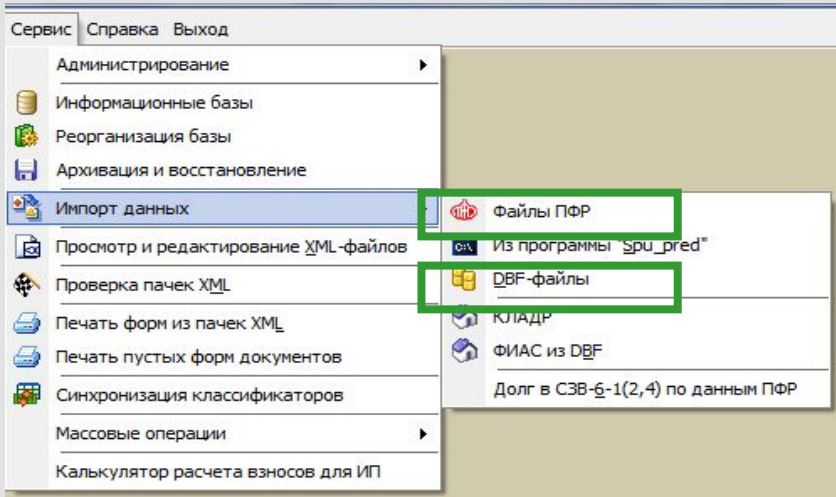 Сервис Справка Выход
Администрирование
Информационные базы
Реорганизация базы
Архивация и восстановление
Импорт данных
Просмотр и редактирование XML-файлов
Проверка пачек XML
Печать форм из пачек XML
Печать пустых форм документов
Синхронизация классификаторов
Массовые операции
Калькулятор расчета взносов для ИП
Файлы ПФР
Из программы "Spu_pred"
DBF-файлы
КЛАДР
ФИАС из DBF
Долг в СЗВ-6-1(2,4) по данным ПФР